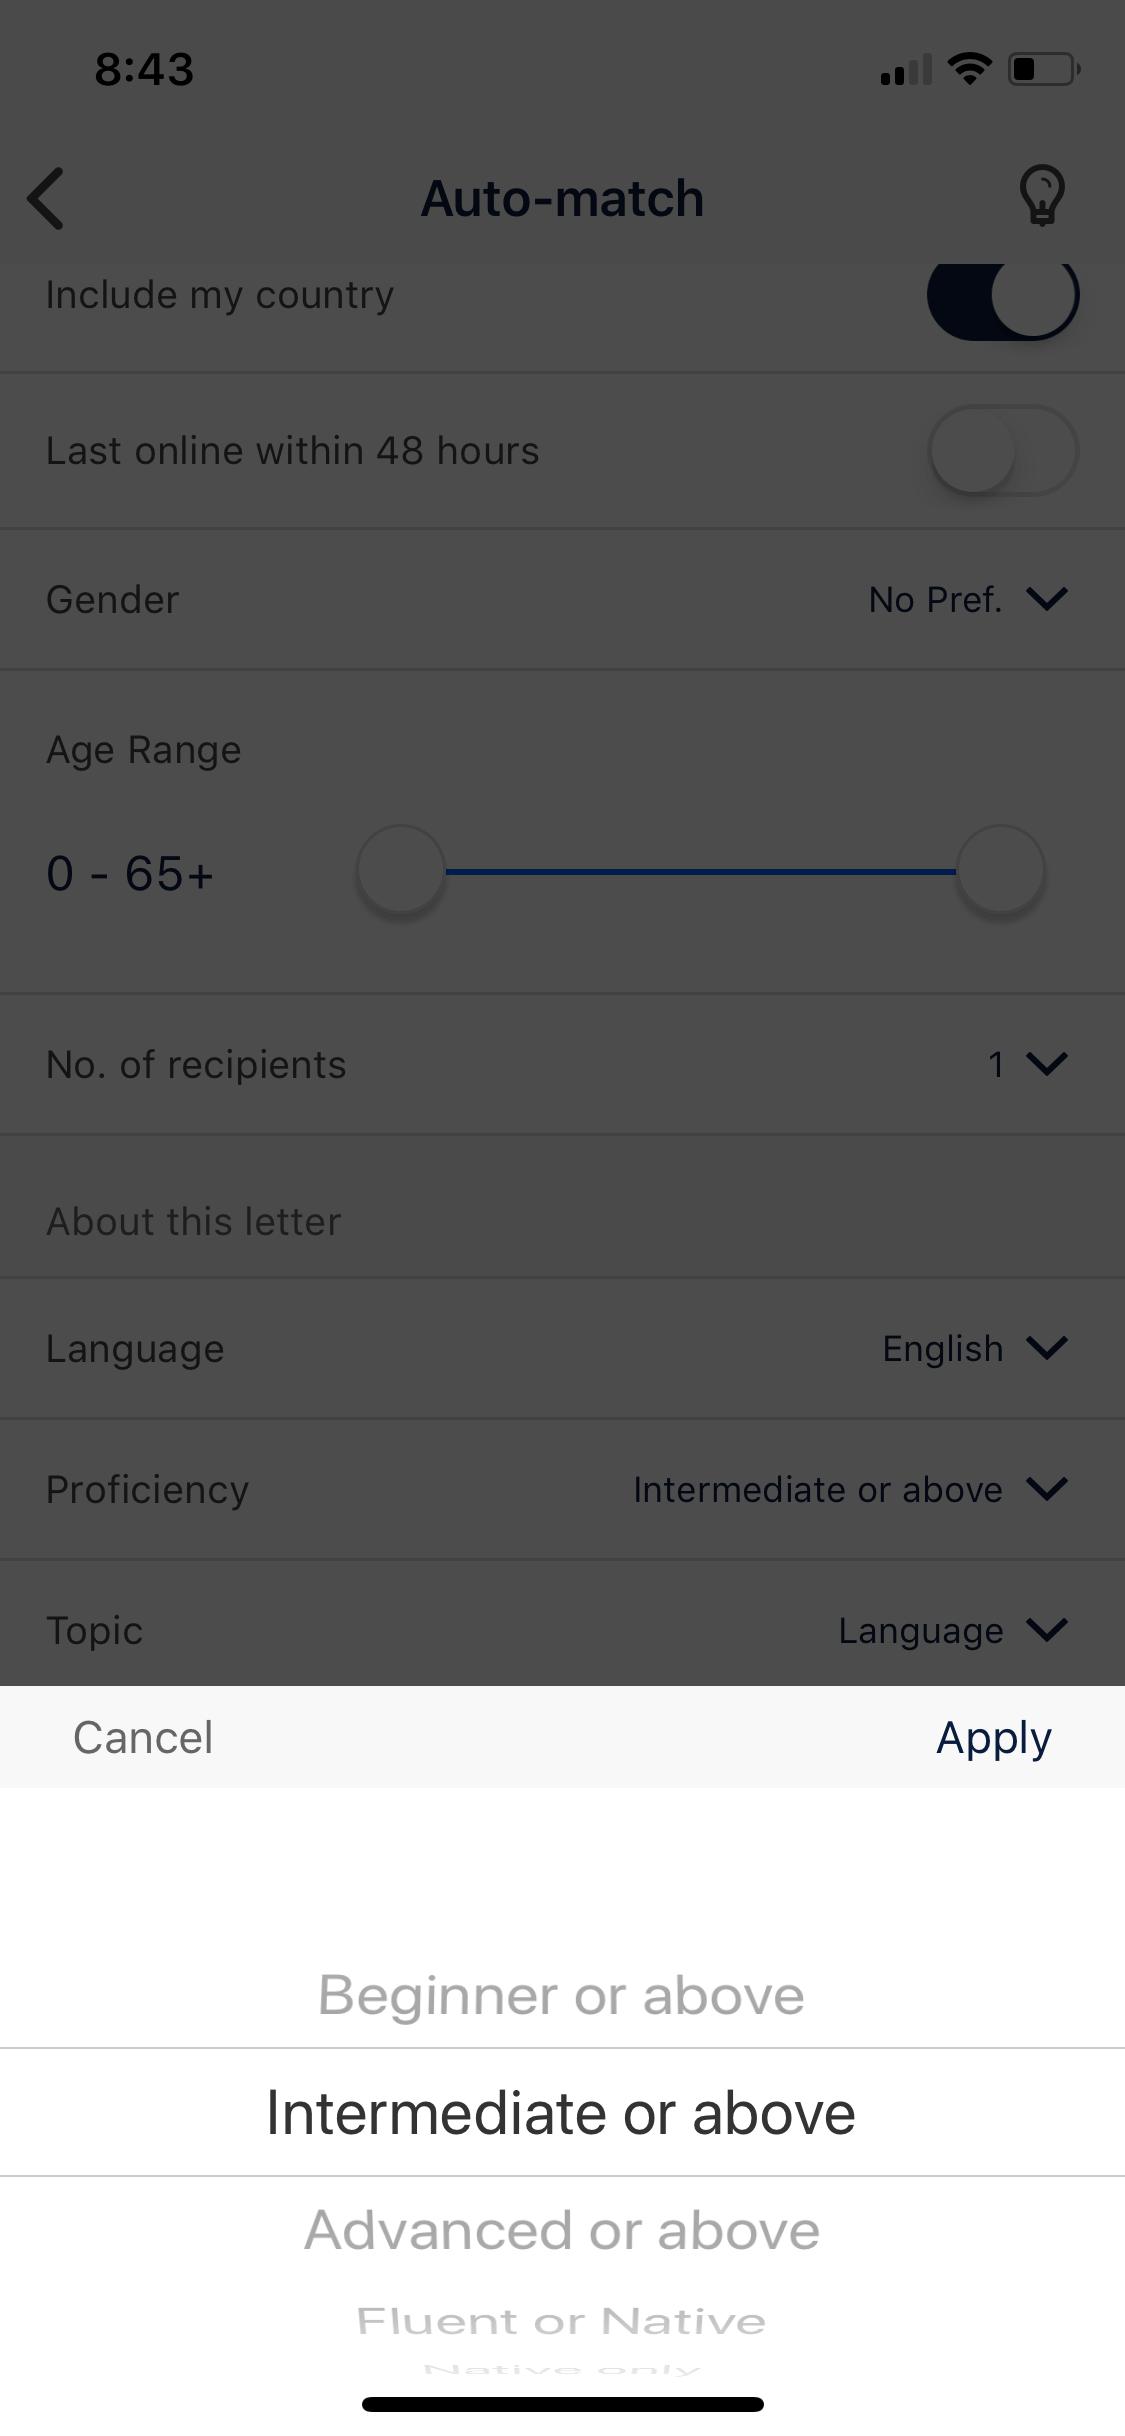 8:43
Auto-match
Include my country
Last online within 48 hours
Gender No Pref.
Age Range
0 - 65+
No. of recipients 1
About this letter
Language English
Proficiency Intermediate or above
Topic Language
Cancel Apply
Beginner or above
Intermediate or above
Advanced or above
Fluent or Native
Native only